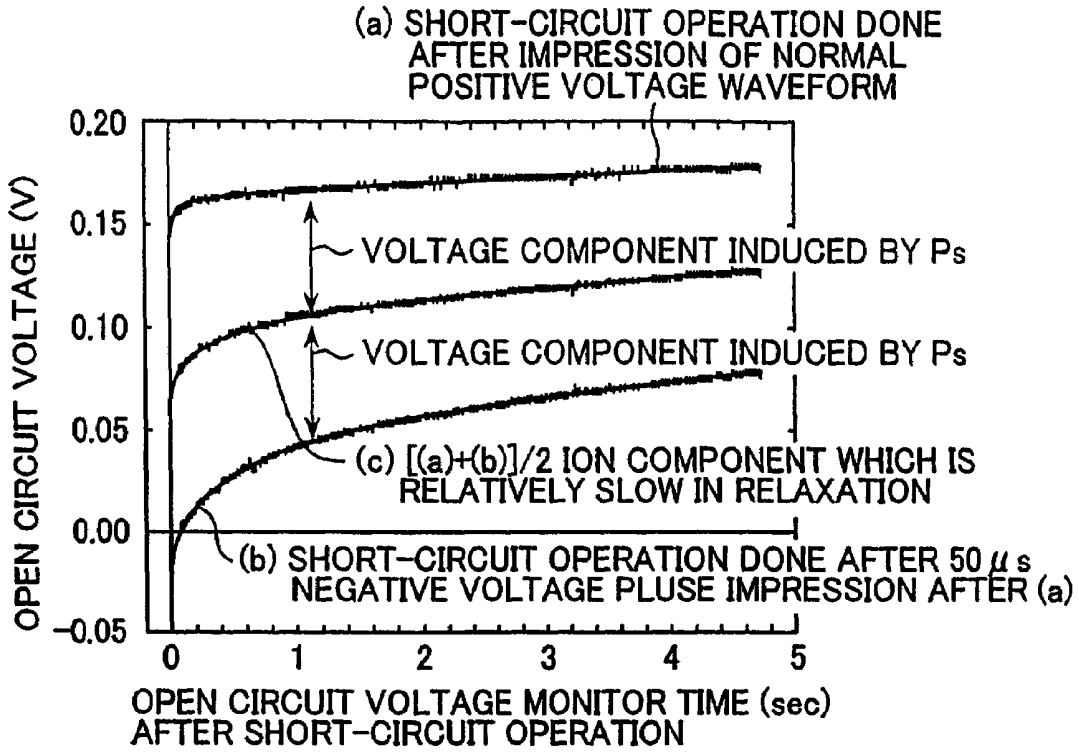 (a) SHORT-CIRCUIT OPERATION DONE
AFTER IMPRESSION OF NORMAL
POSITIVE VOLTAGE WAVEFORM
OPEN CIRCUIT VOLTAGE (V)
0.20
0.15
0.10
0.05
0.00
-0.05
VOLTAGE COMPONENT INDUCED BY Ps
VOLTAGE COMPONENT INDUCED BY Ps
(c) [(a)+(b)]/2 ION COMPONENT WHICH IS
RELATIVELY SLOW IN RELAXATION
(b) SHORT-CIRCUIT OPERATION DONE AFTER 50 μs
NEGATIVE VOLTAGE PLUSE IMPRESSION AFTER (a)
0 1 2 3 4 5
OPEN CIRCUIT VOLTAGE MONITOR TIME (sec)
AFTER SHORT-CIRCUIT OPERATION